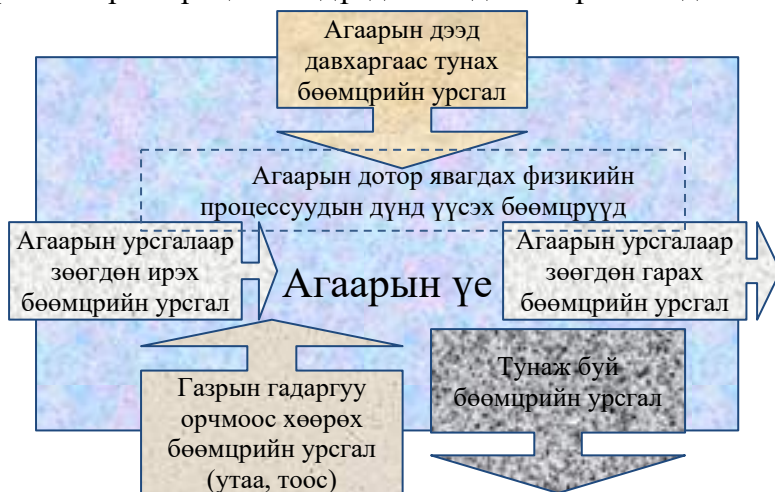 Агаарын дээд
давхаргаас тунах
бөөмцрийн урсгал
Агаарын дотор явагдах физикийн
процессуудын дүнд үүсэх бөөмцрүүд
Агаарын урсгалаар
зөөгдөн ирэх
бөөмцрийн урсгал
Агаарын үе
Агаарын урсгалаар
зөөгдөн гарах
бөөмцрийн урсгал
Газрын гадаргуу
орчмоос хөөрөх
бөөмцрийн урсгал
(утаа, тоос)
Тунаж буй
бөөмцрийн урсгал